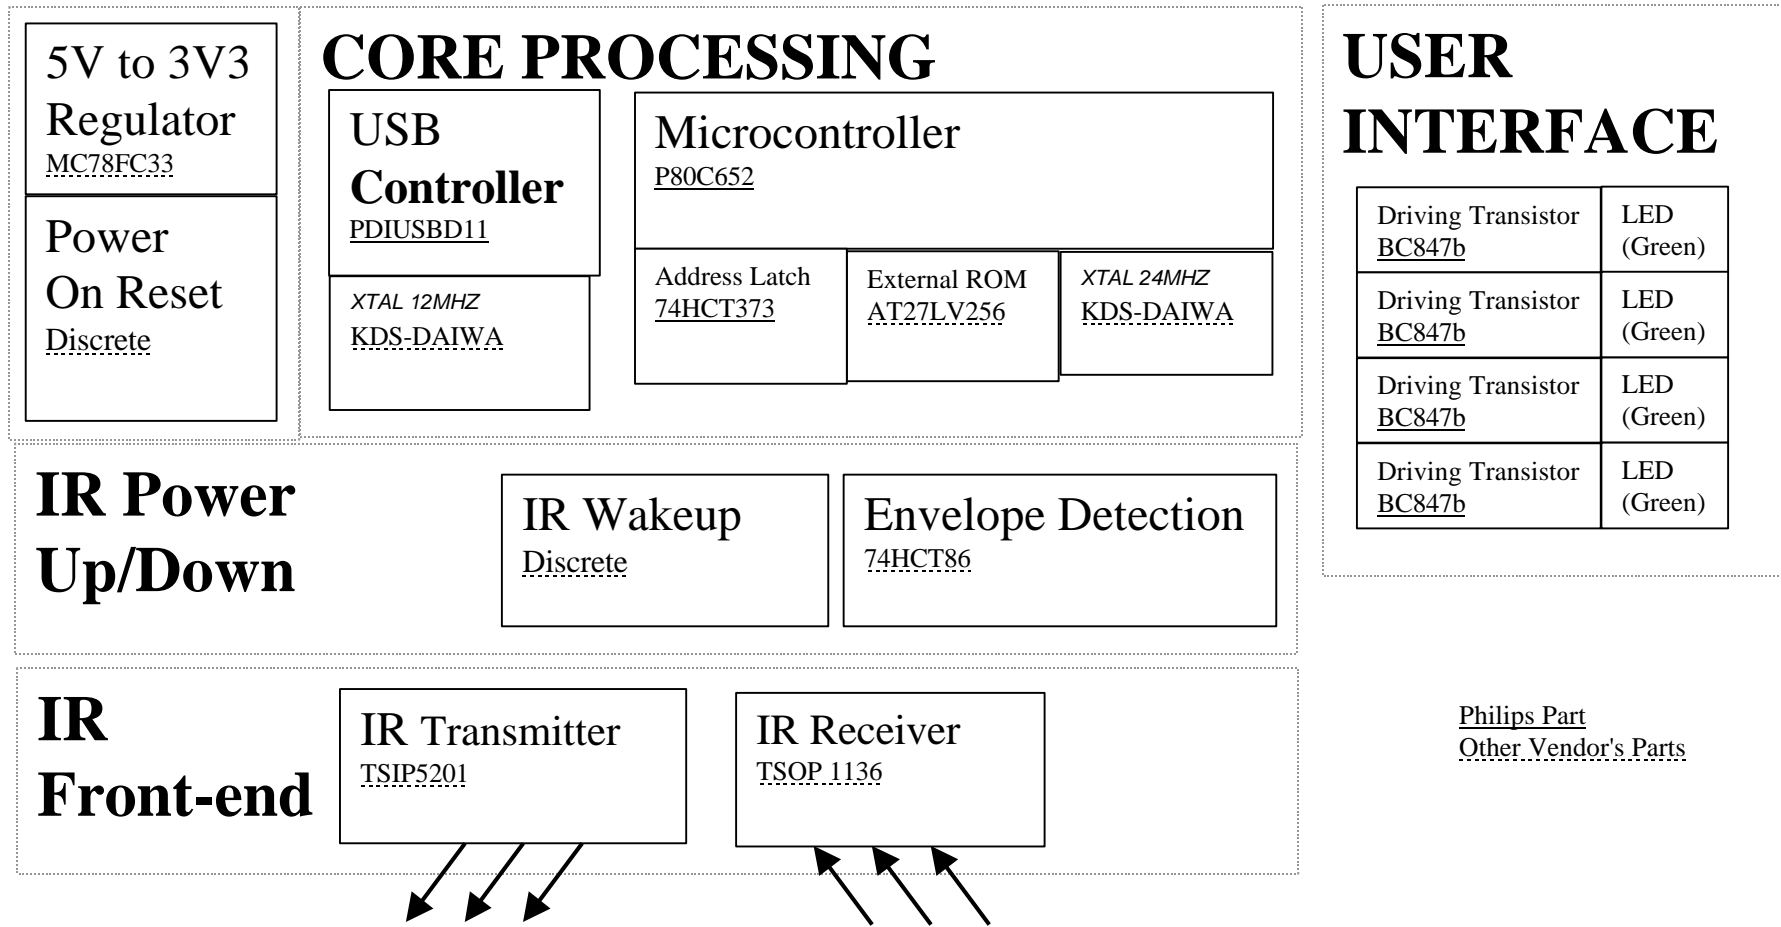 5V to 3V3
Regulator
MC78FC33
Power
On Reset
Discrete
CORE PROCESSING
USB
Controller
PDIUSBD11
XTAL 12MHZ
KDS-DAIWA
Microcontroller
P80C652
Address Latch
74HCT373
External ROM
AT27LV256
XTAL 24MHZ
KDS-DAIWA
USER
INTERFACE
Driving Transistor
BC847b
LED
(Green)
Driving Transistor
BC847b
LED
(Green)
Driving Transistor
BC847b
LED
(Green)
Driving Transistor
BC847b
LED
(Green)
IR Power
Up/Down
IR Wakeup
Discrete
Envelope Detection
74HCT86
IR
Front-end
IR Transmitter
TSIP5201
IR Receiver
TSOP 1136
Philips Part
Other Vendor's Parts